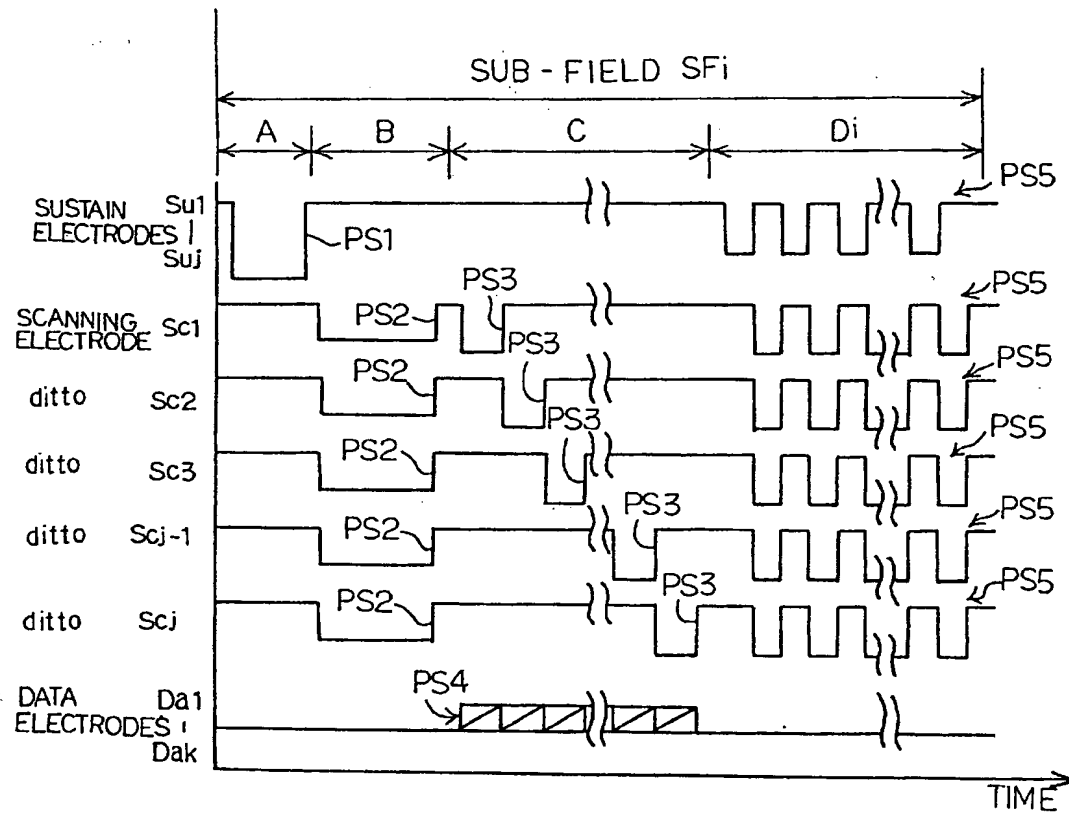 SUB-FIELD SFi
A B C Di
SUSTAIN Su1
ELECTRODES |
Suj
PS1
PS5
SCANNING
ELECTRODE Sc1
PS2
PS3
PS5
ditto Sc2
PS2
PS3
PS5
ditto Sc3
PS2
PS3
PS5
ditto Scj-1
PS2
PS3
PS5
ditto Scj
PS2
PS3
PS5
DATA Da1
ELECTRODES |
Dak
PS4
TIME